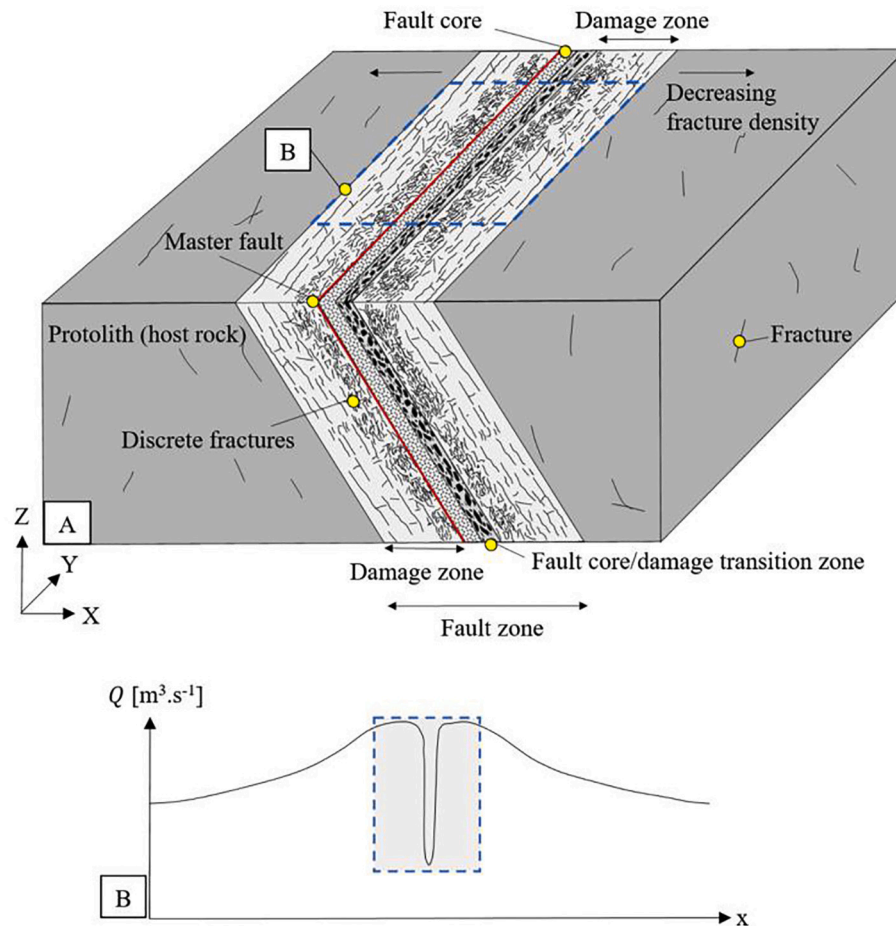 Fault core
Damage zone
Decreasing
fracture density
B
Master fault
Protolith (host rock)
Fracture
Discrete fractures
A
Z
Y
X
Damage zone
Fault core/damage transition zone
Fault zone
Q [m³.s⁻¹]
B
x